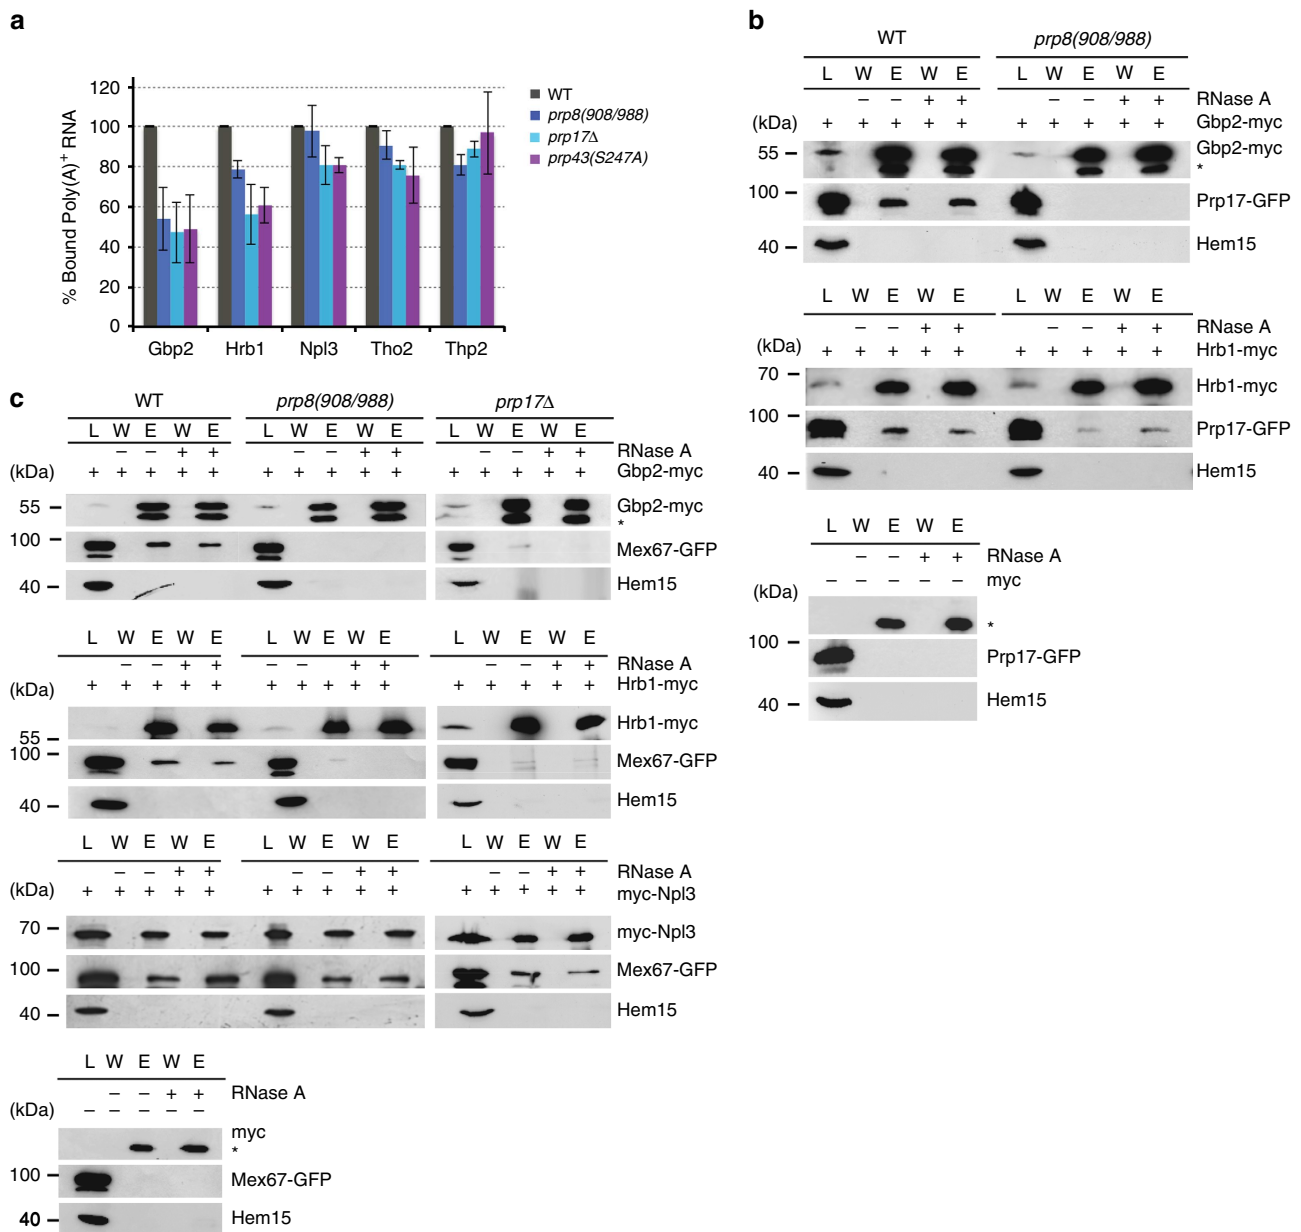 a
120
100
80
60
40
20
0
% Bound Poly(A)+ RNA
Gbp2 Hrb1 Npl3 Tho2 Thp2
WT
prp8(908/988)
prp17Δ
prp43(S247A)
b
WT prp8(908/988)
L W E W E L W E W E
− − + + − − + + RNase A
(kDa) + + + + + + + + + + Gbp2-myc
55 Gbp2-myc
*
100 Prp17-GFP
40 Hem15
L W E W E L W E W E
− − + + − − + + RNase A
(kDa) + + + + + + + + + + Hrb1-myc
70 Hrb1-myc
100 Prp17-GFP
40 Hem15
L W E W E
− − + + RNase A
− − − − − myc
(kDa)
*
100 Prp17-GFP
40 Hem15
c
WT prp8(908/988) prp17Δ
L W E W E L W E W E L W E W E
− − + + − − + + − − + + RNase A
(kDa) + + + + + + + + + + + + + + + Gbp2-myc
55 Gbp2-myc
*
100 Mex67-GFP
40 Hem15
L W E W E L W E W E L W E W E
− − + + − − + + − − + + RNase A
(kDa) + + + + + + + + + + + + + + + Hrb1-myc
55 Hrb1-myc
100 Mex67-GFP
40 Hem15
L W E W E L W E W E L W E W E
− − + + − − + + − − + + RNase A
(kDa) + + + + + + + + + + + + + + + myc-Npl3
70 myc-Npl3
100 Mex67-GFP
40 Hem15
L W E W E
− − + + RNase A
(kDa) − − − − −
myc
*
100 Mex67-GFP
40 Hem15